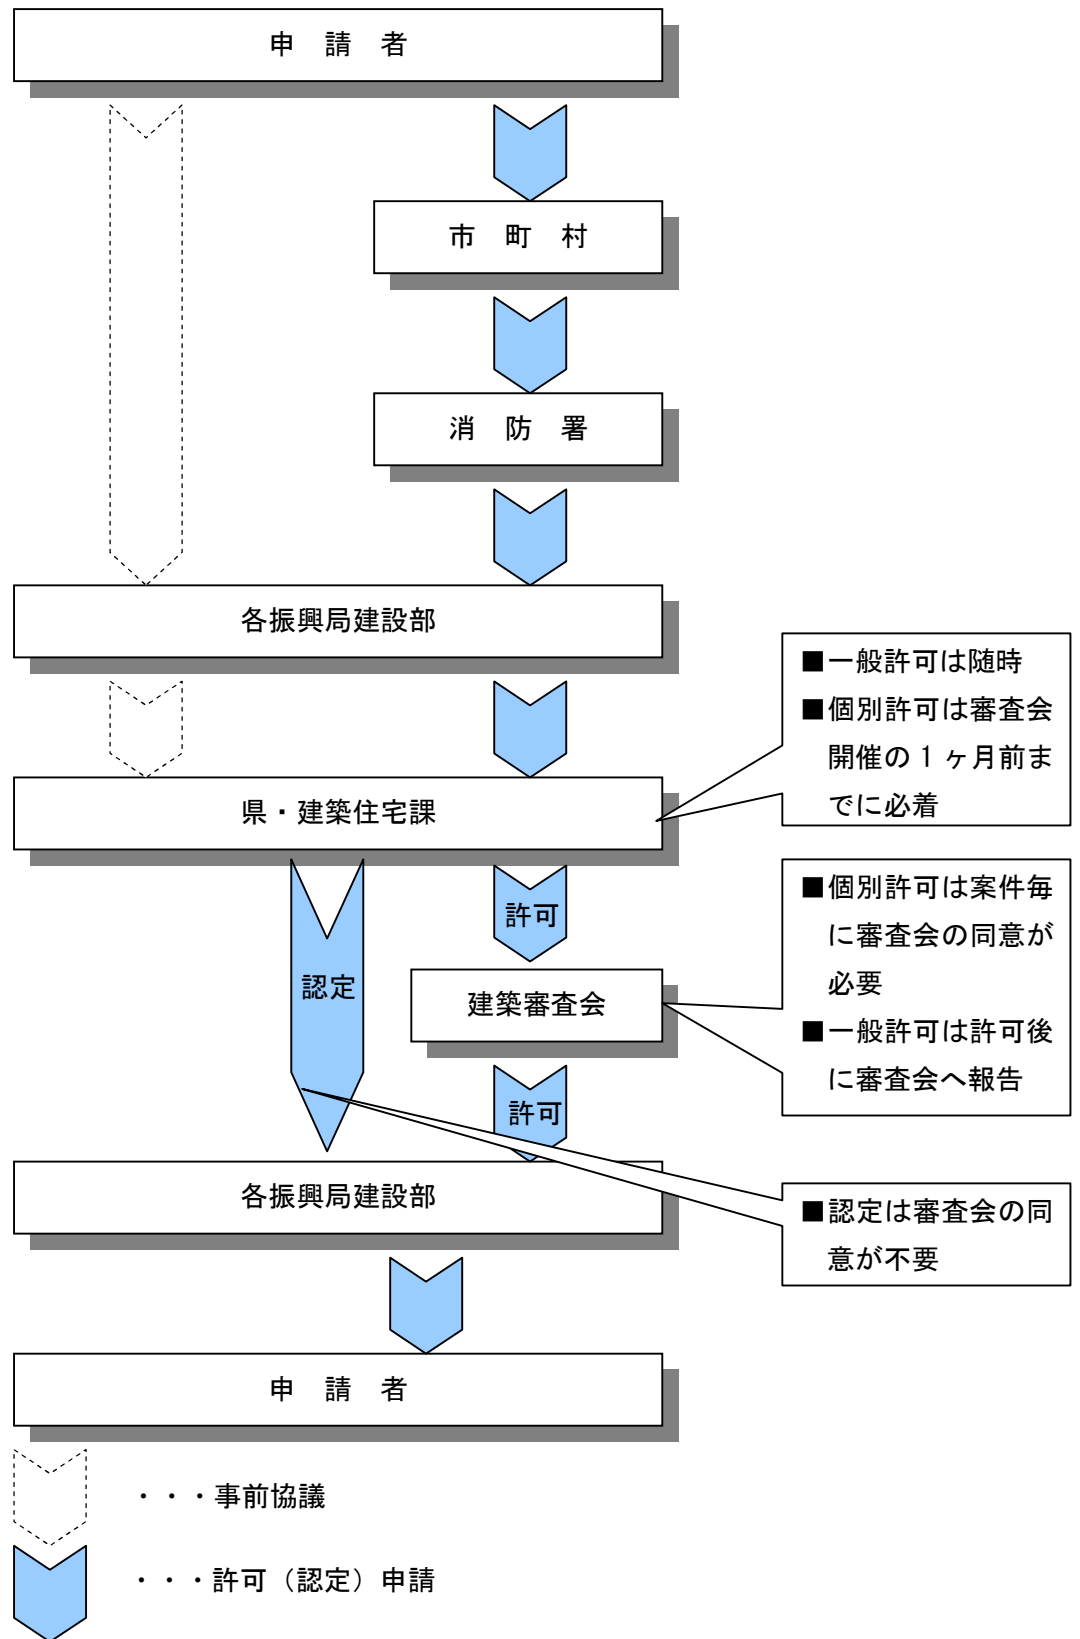 申　請　者
市　町　村
消　防　署
各振興局建設部
■一般許可は随時
■個別許可は審査会
開催の１ヶ月前ま
でに必着
県・建築住宅課
許可
認定
■個別許可は案件毎
に審査会の同意が
必要
■一般許可は許可後
に審査会へ報告
建築審査会
許可
各振興局建設部
■認定は審査会の同
意が不要
申　請　者
・・・事前協議
・・・許可（認定）申請